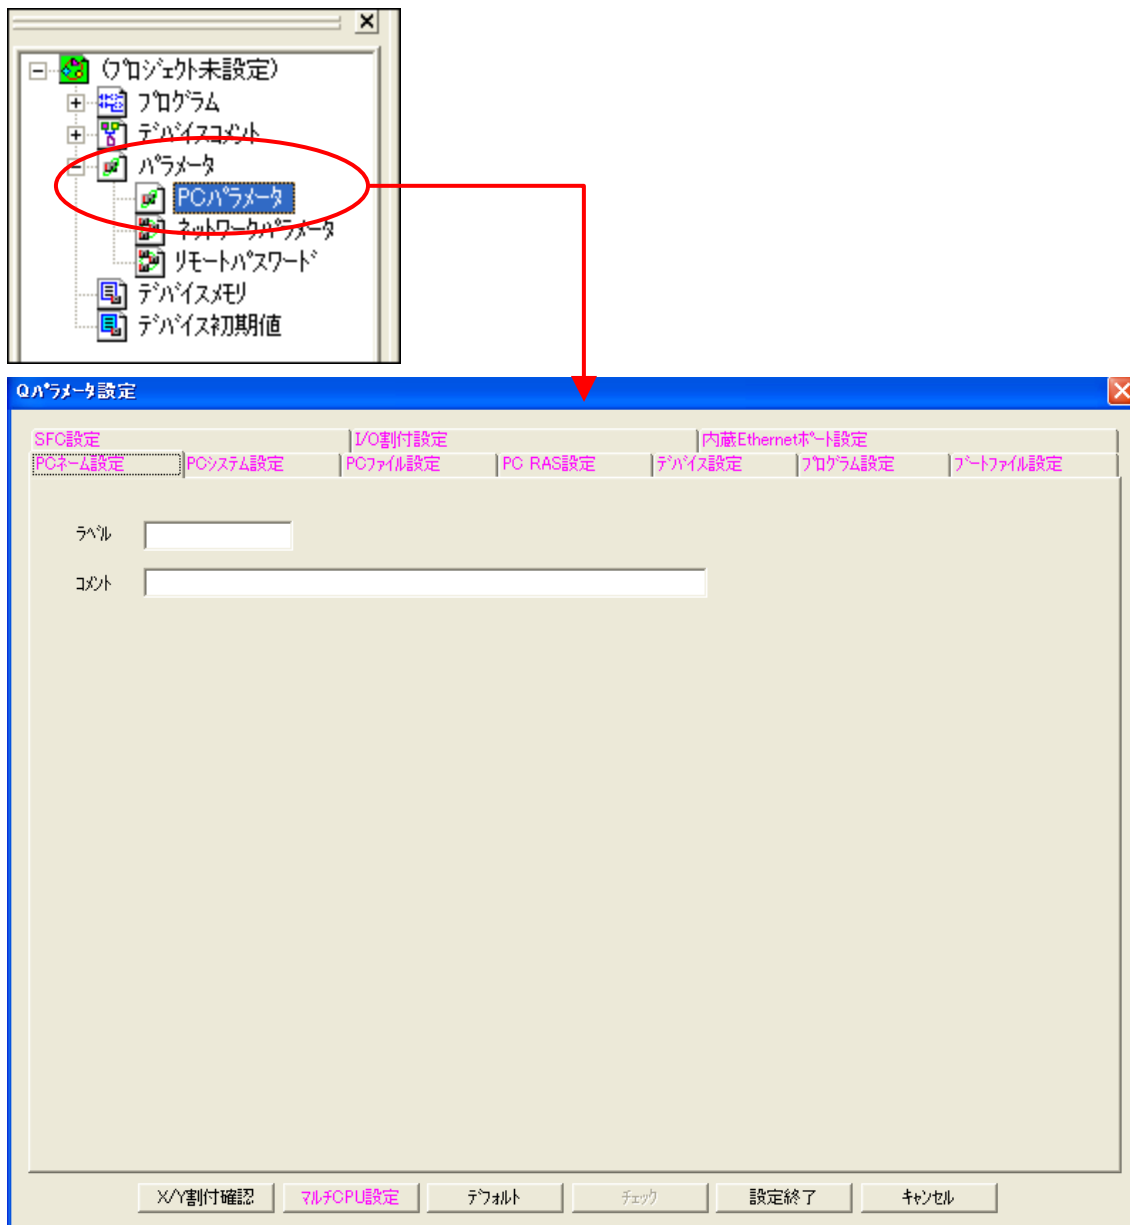 (ﾌﾟﾛｼﾞｪｸﾄ未設定)
ﾌﾟﾛｸﾞﾗﾑ
ﾃﾞﾊﾞｲｽｺﾒﾝﾄ
ﾊﾟﾗﾒｰﾀ
PCﾊﾟﾗﾒｰﾀ
ﾈｯﾄﾜｰｸﾊﾟﾗﾒｰﾀ
ﾘﾓｰﾄﾊﾟｽﾜｰﾄﾞ
ﾃﾞﾊﾞｲｽﾒﾓﾘ
ﾃﾞﾊﾞｲｽ初期値
Qﾊﾟﾗﾒｰﾀ設定
SFC設定 I/O割付設定 内蔵Ethernetﾎﾟｰﾄ設定
PCﾈｰﾑ設定 PCｼｽﾃﾑ設定 PCﾌｧｲﾙ設定 PC RAS設定 ﾃﾞﾊﾞｲｽ設定 ﾌﾟﾛｸﾞﾗﾑ設定 ﾌﾞｰﾄﾌｧｲﾙ設定
ﾗﾍﾞﾙ
ｺﾒﾝﾄ
X/Y割付確認 ﾏﾙﾁCPU設定 ﾃﾞﾌｫﾙﾄ ﾁｪｯｸ 設定終了 ｷｬﾝｾﾙ